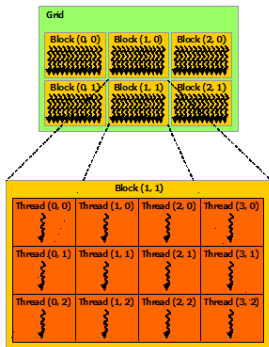 Grid
Block (0, 0) Block (1, 0) Block (2, 0)
Block (0, 1) Block (1, 1) Block (2, 1)
Block (1, 1)
Thread (0, 0) Thread (1, 0) Thread (2, 0) Thread (3, 0)
Thread (0, 1) Thread (1, 1) Thread (2, 1) Thread (3, 1)
Thread (0, 2) Thread (1, 2) Thread (2, 2) Thread (3, 2)